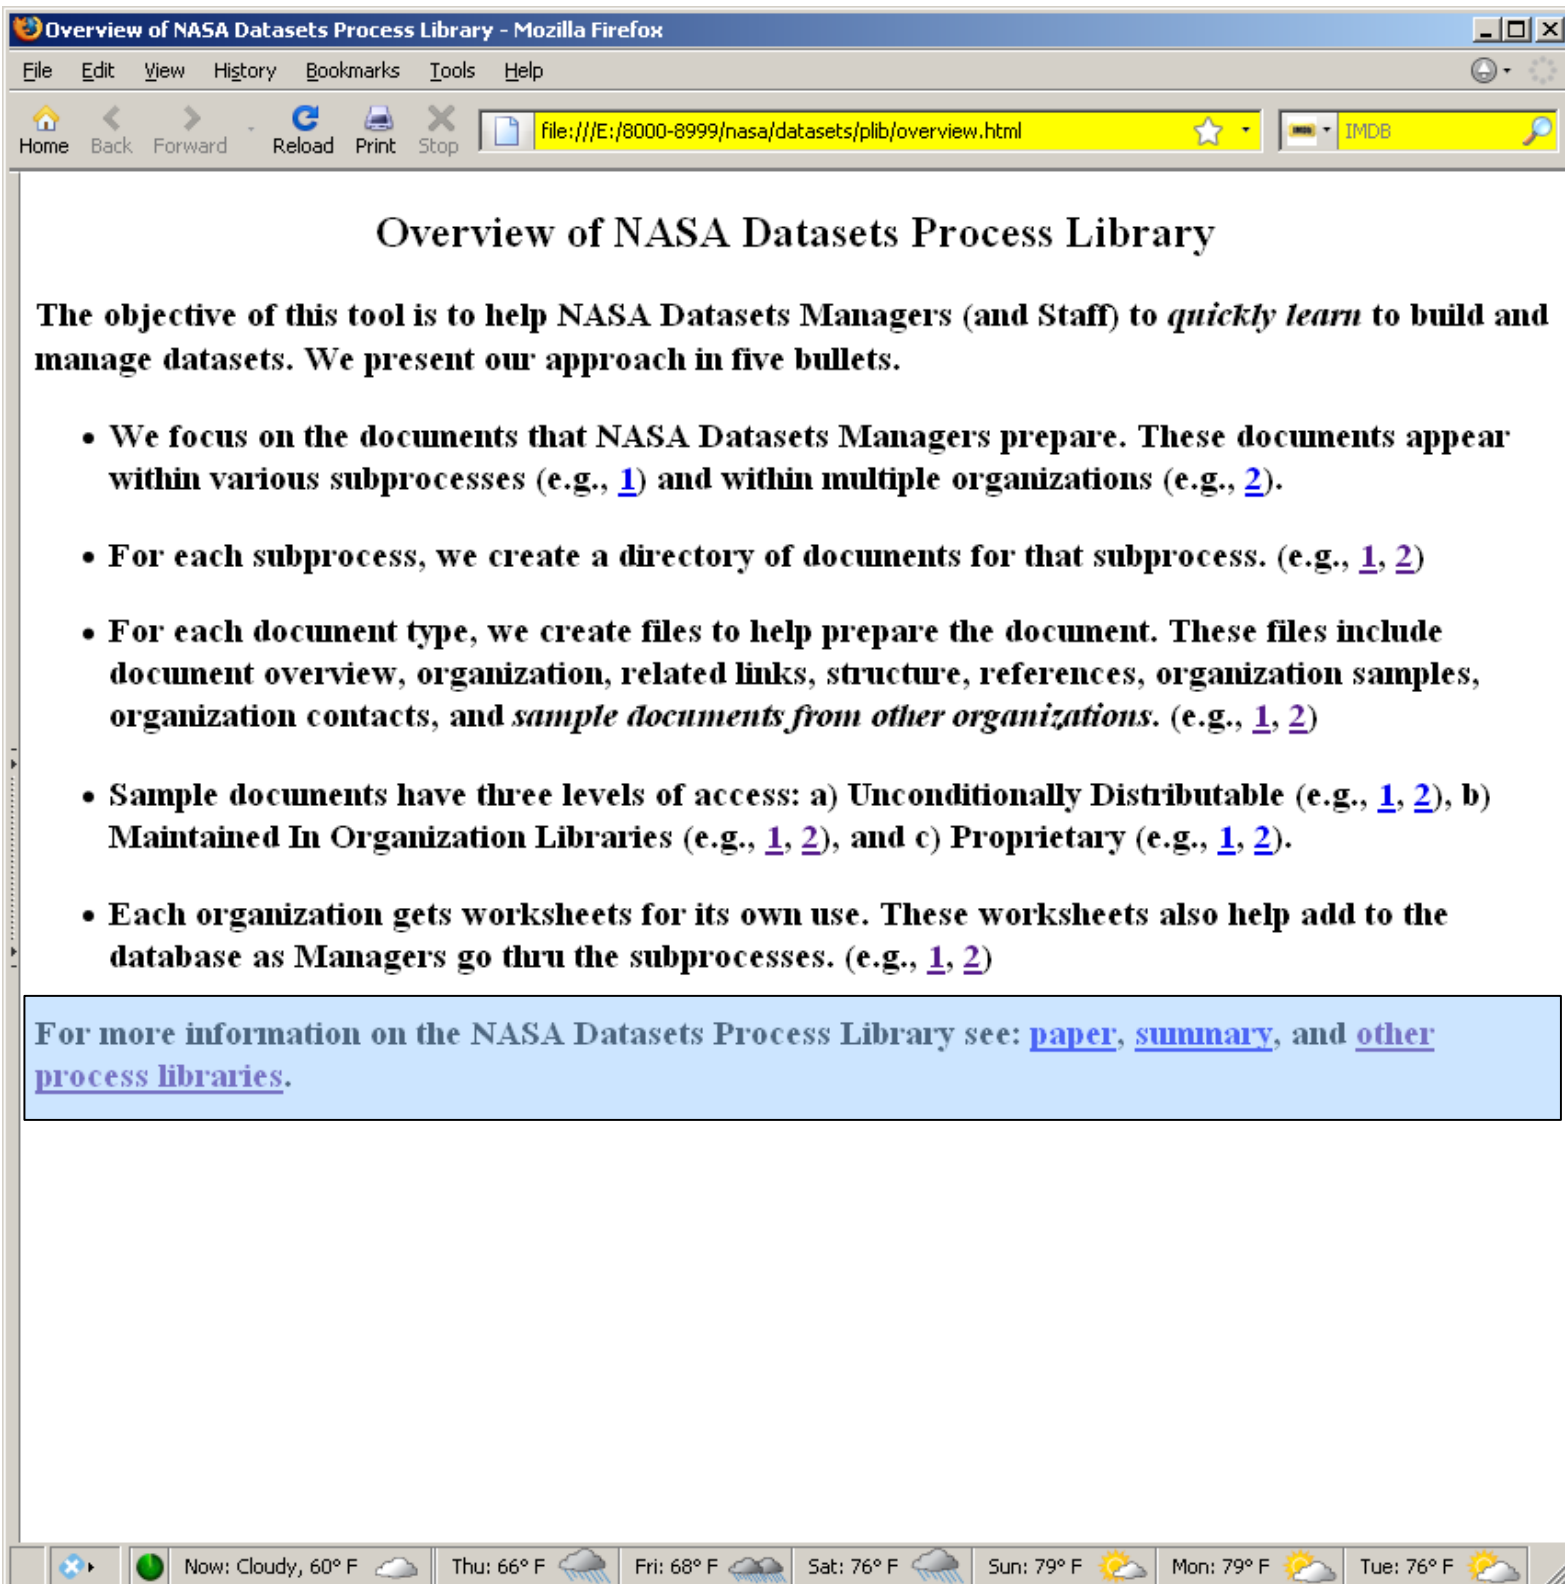 Overview of NASA Datasets Process Library - Mozilla Firefox
File Edit View History Bookmarks Tools Help
Home Back Forward Reload Print Stop file:///E:/8000-8999/nasa/datasets/plib/overview.html IMDB
Overview of NASA Datasets Process Library
The objective of this tool is to help NASA Datasets Managers (and Staff) to quickly learn to build and
manage datasets. We present our approach in five bullets.
• We focus on the documents that NASA Datasets Managers prepare. These documents appear
within various subprocesses (e.g., 1) and within multiple organizations (e.g., 2).
• For each subprocess, we create a directory of documents for that subprocess. (e.g., 1, 2)
• For each document type, we create files to help prepare the document. These files include
document overview, organization, related links, structure, references, organization samples,
organization contacts, and sample documents from other organizations. (e.g., 1, 2)
• Sample documents have three levels of access: a) Unconditionally Distributable (e.g., 1, 2), b)
Maintained In Organization Libraries (e.g., 1, 2), and c) Proprietary (e.g., 1, 2).
• Each organization gets worksheets for its own use. These worksheets also help add to the
database as Managers go thru the subprocesses. (e.g., 1, 2)
For more information on the NASA Datasets Process Library see: paper, summary, and other
process libraries.
Now: Cloudy, 60° F Thu: 66° F Fri: 68° F Sat: 76° F Sun: 79° F Mon: 79° F Tue: 76° F